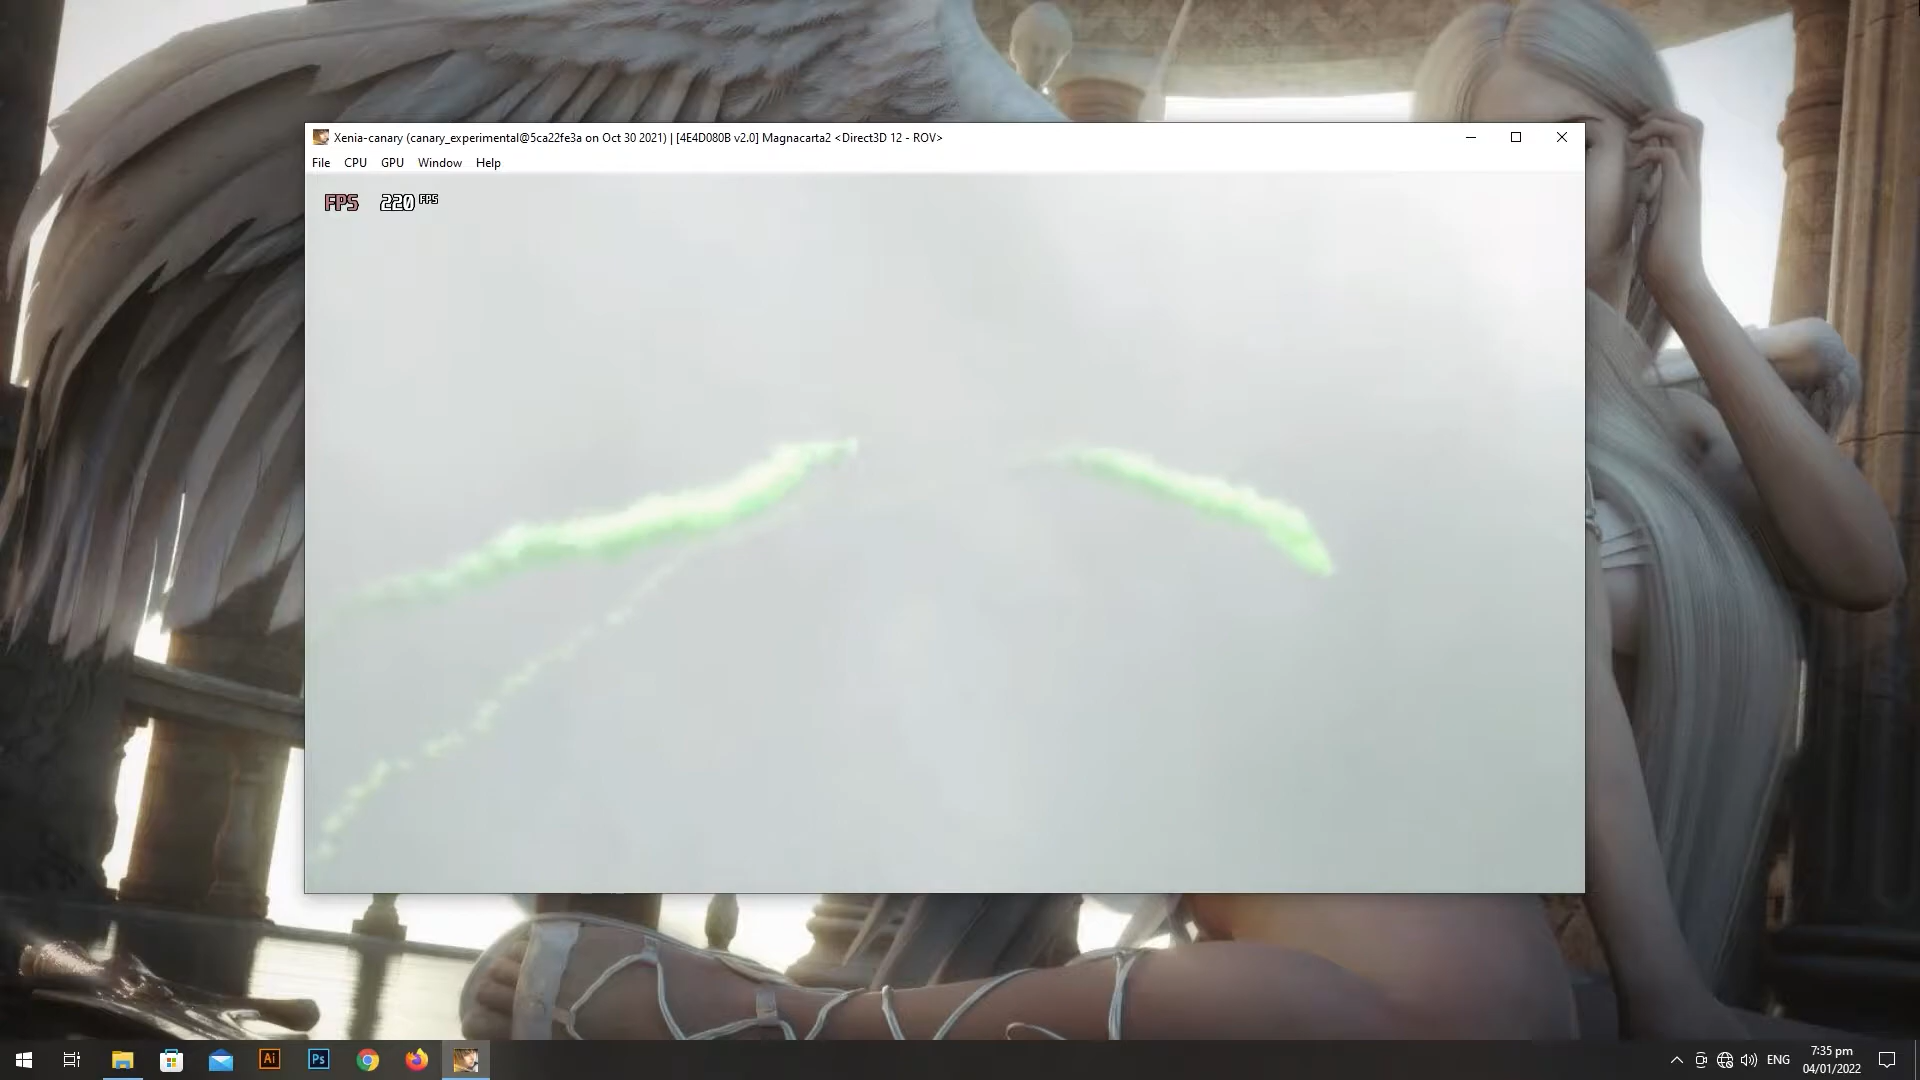 Xenia-canary (canary_experimental@5ca22fe3a on Oct 30 2021) | [4E4D080B v2.0] Magnacarta2 <Direct3D 12 - ROV>
File CPU GPU Window Help
FPS 220 FPS
Ai Ps
ENG
7:35 pm
04/01/2022